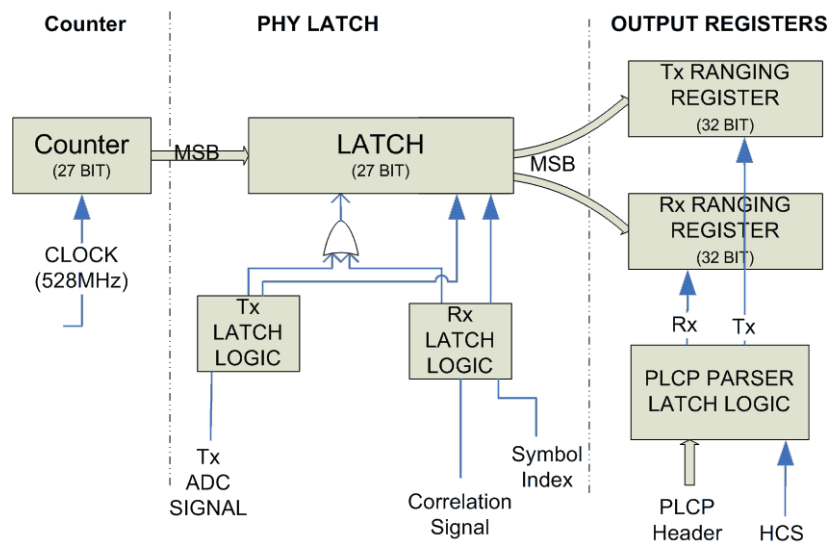 Counter
PHY LATCH
OUTPUT REGISTERS
Tx RANGING
REGISTER
(32 BIT)
Counter
(27 BIT)
MSB
LATCH
(27 BIT)
MSB
Rx RANGING
REGISTER
(32 BIT)
CLOCK
(528MHz)
Tx
LATCH
LOGIC
Rx
LATCH
LOGIC
Rx
Tx
PLCP PARSER
LATCH LOGIC
Tx
ADC
SIGNAL
Correlation
Signal
Symbol
Index
PLCP
Header
HCS